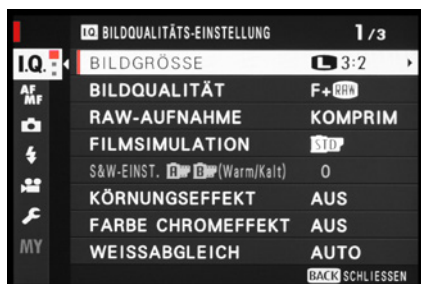 I.Q. BILDQUALITÄTS-EINSTELLUNG 1/3
I.Q. BILDGRÖSSE L 3:2
AF MF BILDQUALITÄT F+RAW
RAW-AUFNAHME KOMPRIM
FILMSIMULATION STD
S&W-EINST. (Warm/Kalt) 0
KÖRNUNGSEFFEKT AUS
FARBE CHROMEFFEKT AUS
MY WEISSABGLEICH AUTO
BACK SCHLIESSEN